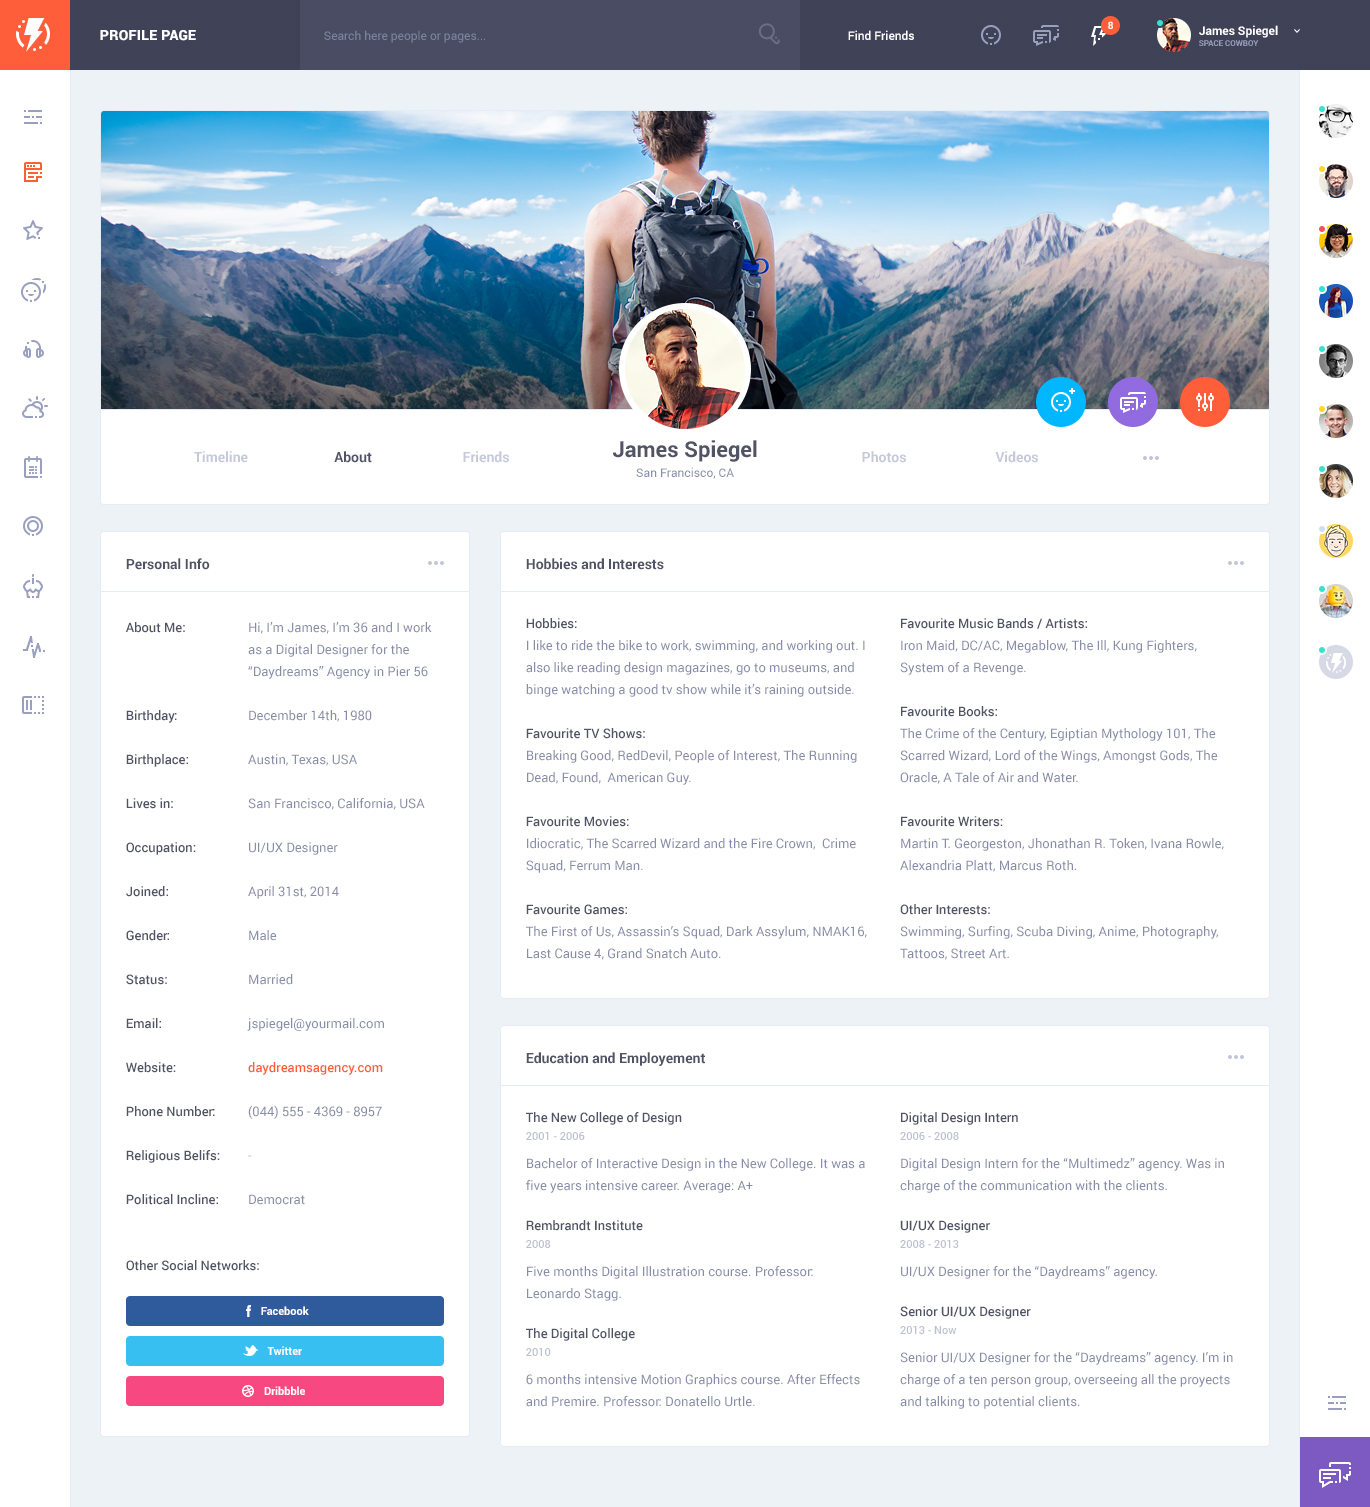 PROFILE PAGE
Search here people or pages...
Find Friends
8
James Spiegel
SPACE COWBOY
Timeline
About
Friends
James Spiegel
San Francisco, CA
Photos
Videos
Personal Info
About Me:
Hi, I'm James, I'm 36 and I work
as a Digital Designer for the
“Daydreams” Agency in Pier 56
Birthday:
December 14th, 1980
Birthplace:
Austin, Texas, USA
Lives in:
San Francisco, California, USA
Occupation:
UI/UX Designer
Joined:
April 31st, 2014
Gender:
Male
Status:
Married
Email:
jspiegel@yourmail.com
Website:
daydreamsagency.com
Phone Number:
(044) 555 - 4369 - 8957
Religious Belifs:
-
Political Incline:
Democrat
Other Social Networks:
Facebook
Twitter
Dribbble
Hobbies and Interests
Hobbies:
I like to ride the bike to work, swimming, and working out. I
also like reading design magazines, go to museums, and
binge watching a good tv show while it's raining outside.
Favourite TV Shows:
Breaking Good, RedDevil, People of Interest, The Running
Dead, Found,  American Guy.
Favourite Movies:
Idiocratic, The Scarred Wizard and the Fire Crown,  Crime
Squad, Ferrum Man.
Favourite Games:
The First of Us, Assassin's Squad, Dark Assylum, NMAK16,
Last Cause 4, Grand Snatch Auto.
Favourite Music Bands / Artists:
Iron Maid, DC/AC, Megablow, The Ill, Kung Fighters,
System of a Revenge.
Favourite Books:
The Crime of the Century, Egiptian Mythology 101, The
Scarred Wizard, Lord of the Wings, Amongst Gods, The
Oracle, A Tale of Air and Water.
Favourite Writers:
Martin T. Georgeston, Jhonathan R. Token, Ivana Rowle,
Alexandria Platt, Marcus Roth.
Other Interests:
Swimming, Surfing, Scuba Diving, Anime, Photography,
Tattoos, Street Art.
Education and Employement
The New College of Design
2001 - 2006
Bachelor of Interactive Design in the New College. It was a
five years intensive career. Average: A+
Rembrandt Institute
2008
Five months Digital Illustration course. Professor:
Leonardo Stagg.
The Digital College
2010
6 months intensive Motion Graphics course. After Effects
and Premire. Professor: Donatello Urtle.
Digital Design Intern
2006 - 2008
Digital Design Intern for the “Multimedz” agency. Was in
charge of the communication with the clients.
UI/UX Designer
2008 - 2013
UI/UX Designer for the “Daydreams” agency.
Senior UI/UX Designer
2013 - Now
Senior UI/UX Designer for the “Daydreams” agency. I'm in
charge of a ten person group, overseeing all the proyects
and talking to potential clients.